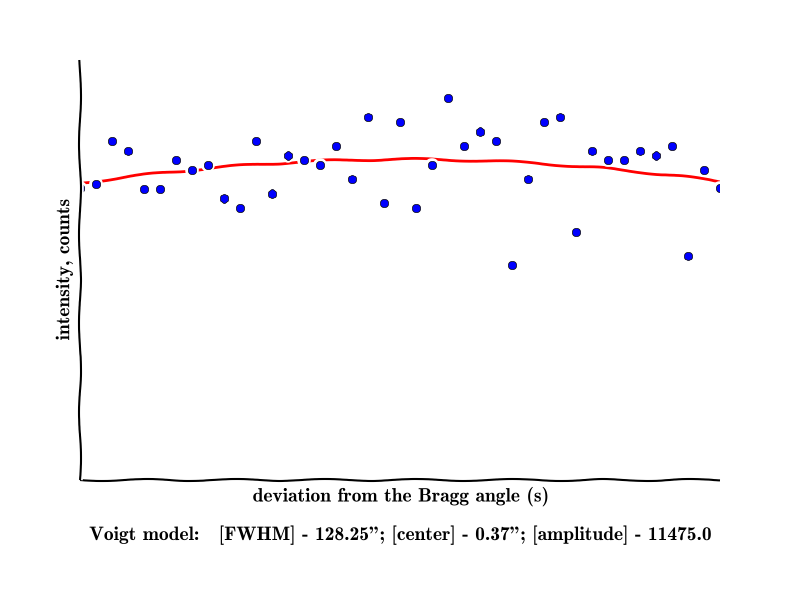 intensity, counts
deviation from the Bragg angle (s)
Voigt model: [FWHM] - 128.25”; [center] - 0.37”; [amplitude] - 11475.0